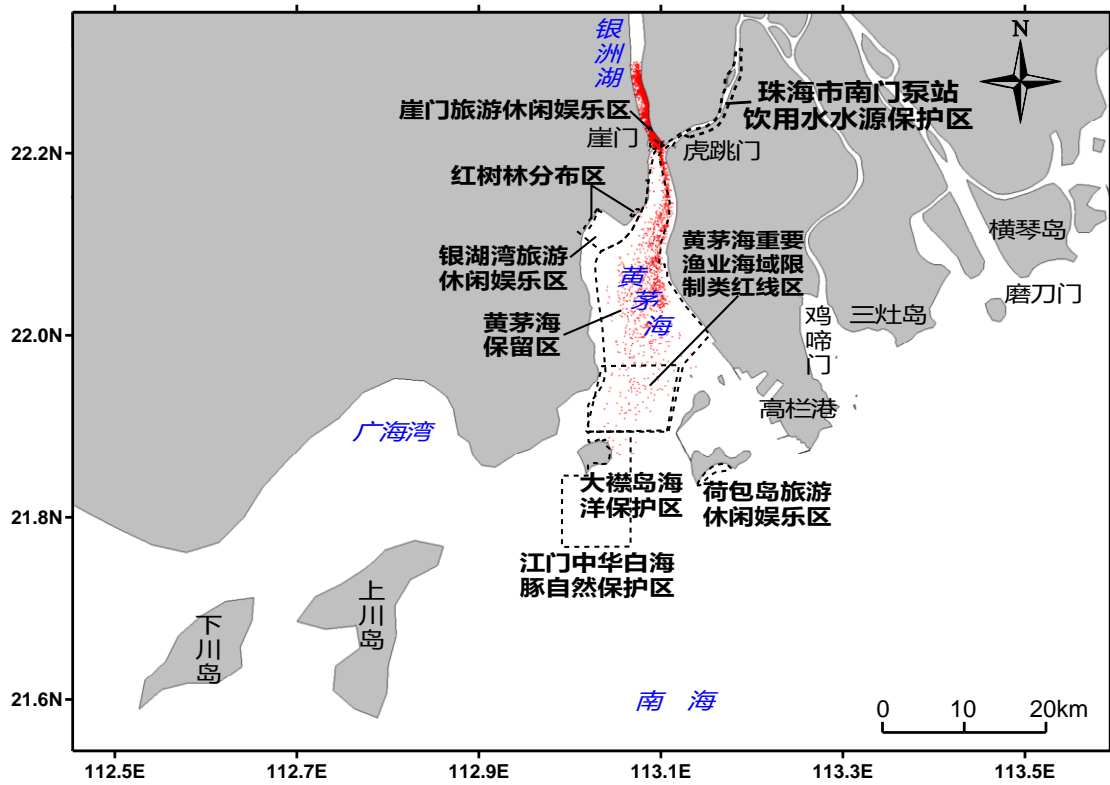 银
洲
湖
N
珠海市南门泵站
饮用水水源保护区
崖门旅游休闲娱乐区
崖门
虎跳门
22.2N
红树林分布区
银湖湾旅游
休闲娱乐区
黄茅海重要
渔业海域限
制类红线区
横琴岛
磨刀门
黄
茅
海
三灶岛
鸡
啼
门
22.0N
黄茅海
保留区
高栏港
广海湾
大襟岛海
洋保护区
荷包岛旅游
休闲娱乐区
21.8N
江门中华白海
豚自然保护区
上
川
岛
下
川
岛
21.6N
南 海
0 10 20km
112.5E 112.7E 112.9E 113.1E 113.3E 113.5E